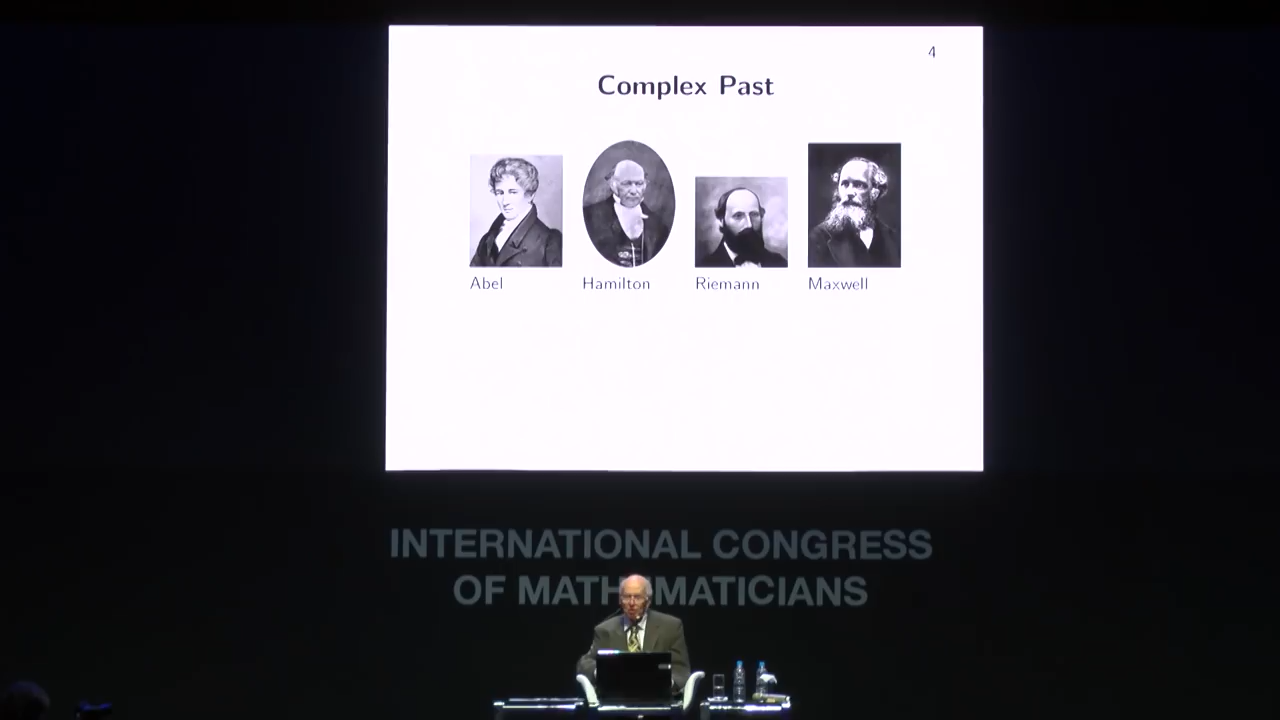 4
Complex Past
Abel Hamilton Riemann Maxwell
INTERNATIONAL CONGRESS
OF MATHEMATICIANS